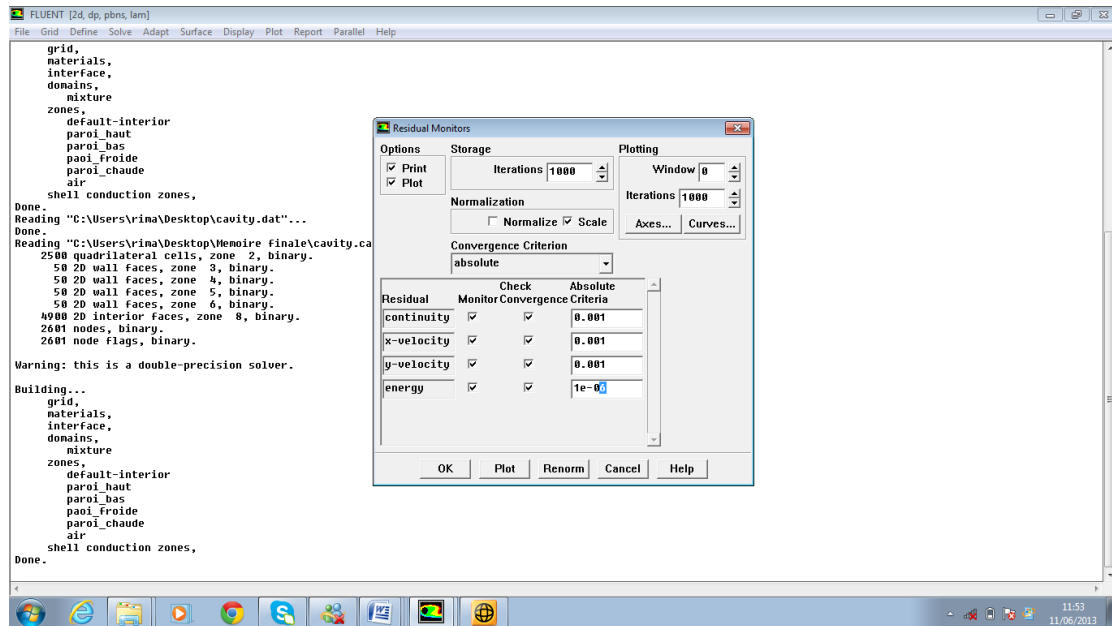 FLUENT [2d, dp, pbns, lam]
File Grid Define Solve Adapt Surface Display Plot Report Parallel Help
grid,
materials,
interface,
domains,
mixture
zones,
default-interior
paroi_haut
paroi_bas
paoi_froide
paroi_chaude
air
shell conduction zones,
Done.
Reading "C:\Users\rima\Desktop\cavity.dat"...
Done.
Reading "C:\Users\rima\Desktop\Memoire finale\cavity.ca
2500 quadrilateral cells, zone 2, binary.
50 2D wall faces, zone 3, binary.
50 2D wall faces, zone 4, binary.
50 2D wall faces, zone 5, binary.
50 2D wall faces, zone 6, binary.
4900 2D interior faces, zone 8, binary.
2601 nodes, binary.
2601 node flags, binary.
Warning: this is a double-precision solver.
Building...
grid,
materials,
interface,
domains,
mixture
zones,
default-interior
paroi_haut
paroi_bas
paoi_froide
paroi_chaude
air
shell conduction zones,
Done.
Residual Monitors
Options Storage Plotting
Print Iterations 1000 Window 0
Plot
Iterations 1000
Normalization
Normalize Scale Axes... Curves...
Convergence Criterion
absolute
Check Absolute
Residual Monitor Convergence Criteria
continuity 0.001
x-velocity 0.001
y-velocity 0.001
energy 1e-06
OK Plot Renorm Cancel Help
11:53
11/06/2013